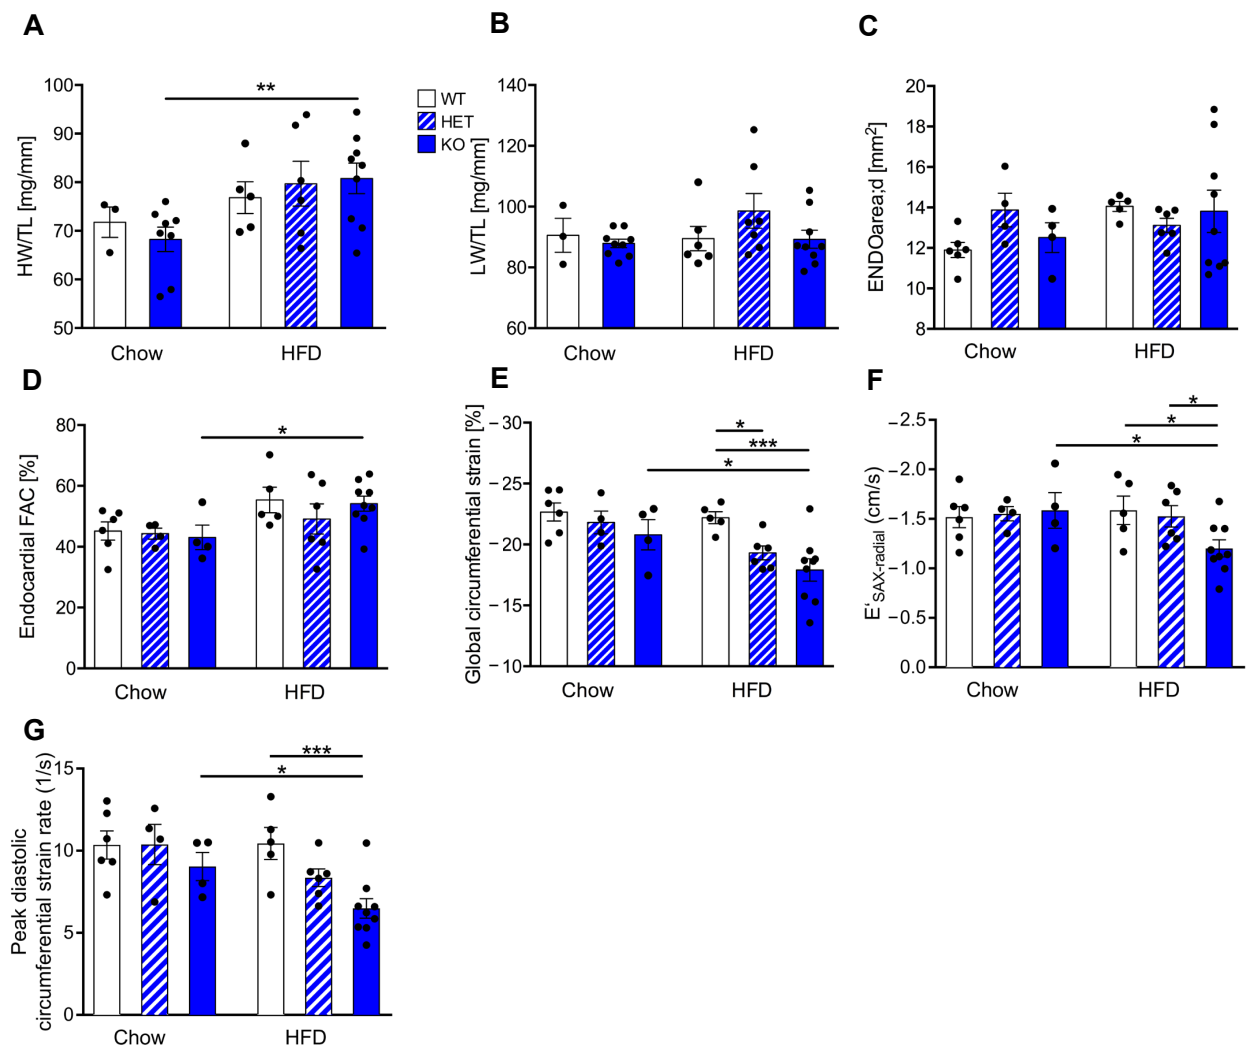 A
HW/TL [mg/mm]
100
90
80
70
60
50
**
Chow
HFD
WT
HET
KO
B
LW/TL [mg/mm]
140
120
100
80
60
Chow
HFD
C
ENDOarea;d [mm²]
20
18
16
14
12
10
8
Chow
HFD
D
Endocardial FAC [%]
80
60
40
20
0
*
Chow
HFD
E
Global circumferential strain [%]
−30
−25
−20
−15
−10
*
***
*
Chow
HFD
F
E‘SAX-radial (cm/s)
−2.5
−2.0
−1.5
−1.0
−0.5
0.0
*
*
*
Chow
HFD
G
Peak diastolic
circumferential strain rate (1/s)
15
10
5
0
***
*
Chow
HFD